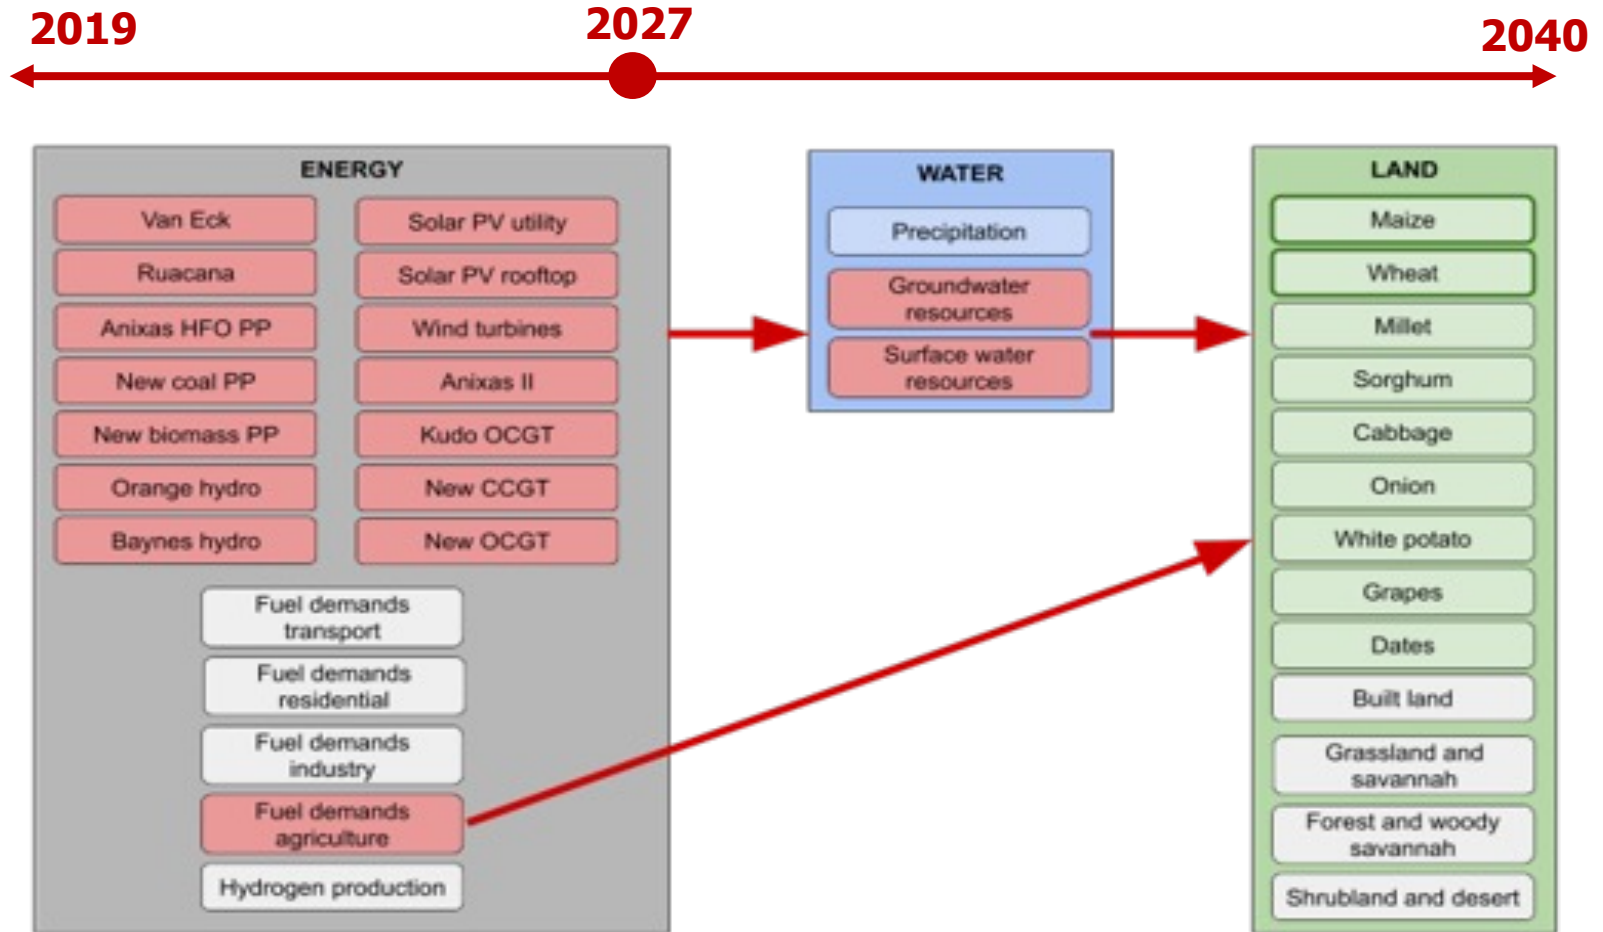 2019
2027
2040
ENERGY
Van Eck
Ruacana
Anixas HFO PP
New coal PP
New biomass PP
Orange hydro
Baynes hydro
Solar PV utility
Solar PV rooftop
Wind turbines
Anixas II
Kudo OCGT
New CCGT
New OCGT
Fuel demands
transport
Fuel demands
residential
Fuel demands
industry
Fuel demands
agriculture
Hydrogen production
WATER
Precipitation
Groundwater
resources
Surface water
resources
LAND
Maize
Wheat
Millet
Sorghum
Cabbage
Onion
White potato
Grapes
Dates
Built land
Grassland and
savannah
Forest and woody
savannah
Shrubland and desert